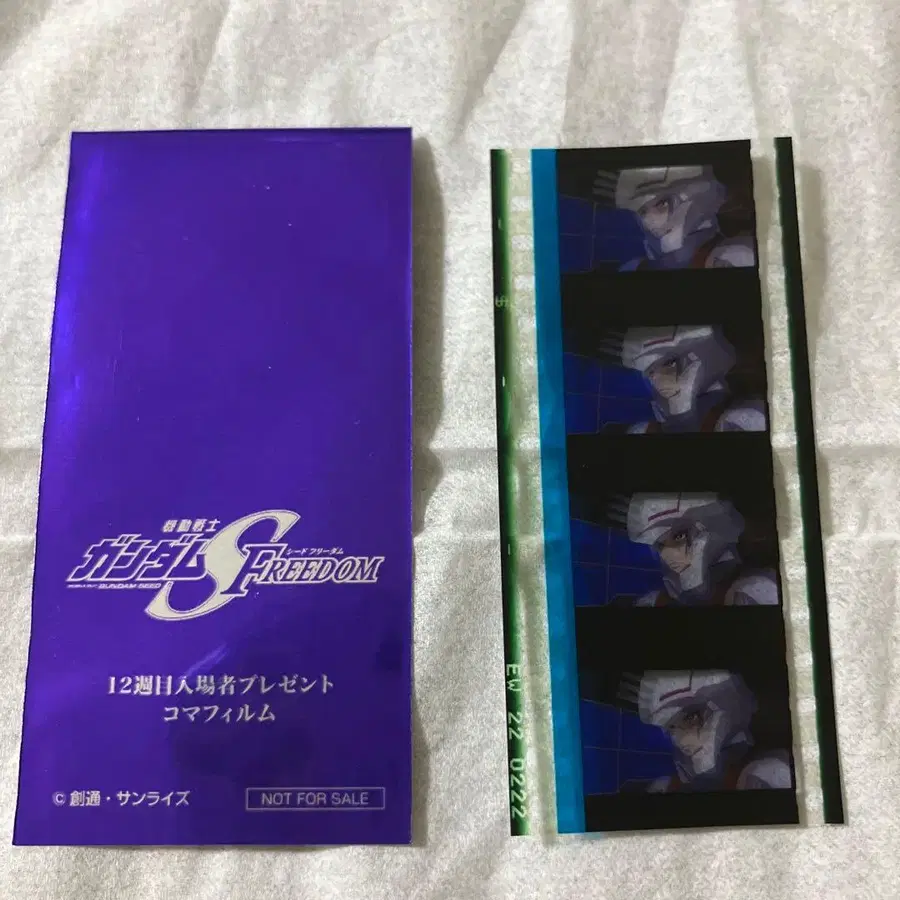 機動戦士
ガンダムSEED
シード フリーダム
FREEDOM
GUNDAM SEED
12週目入場者プレゼント
コマフィルム
©創通・サンライズ
NOT FOR SALE
EW 22 0222